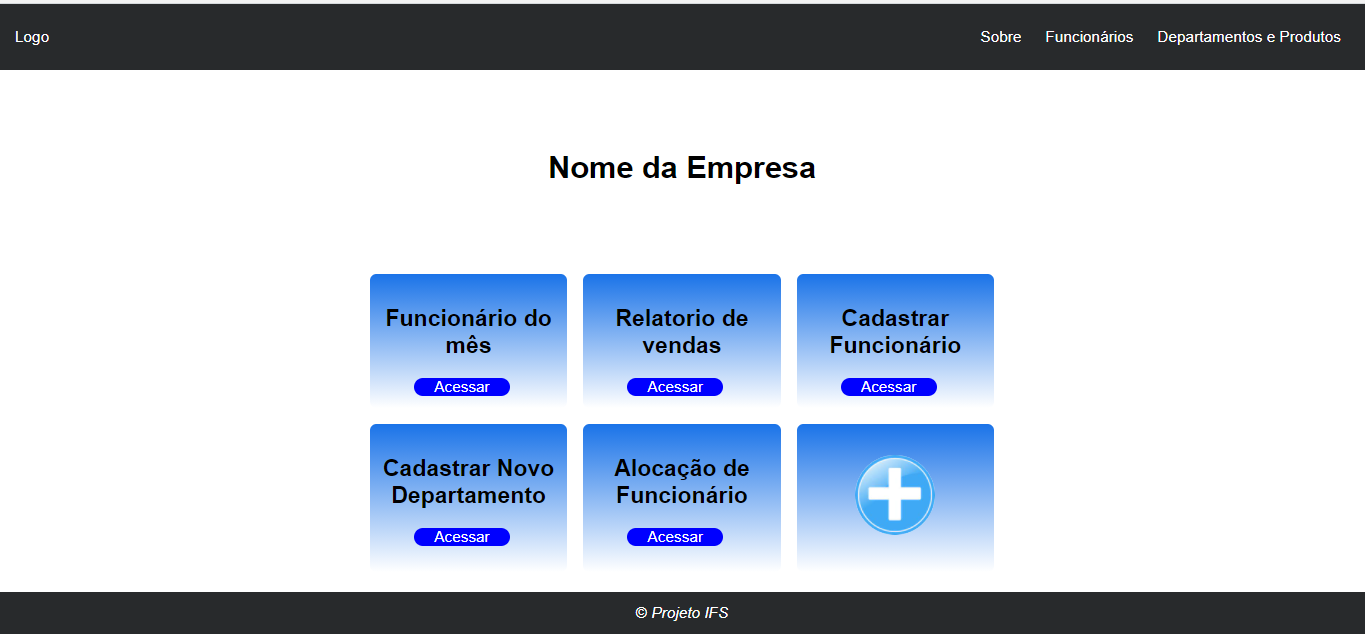 Logo
Sobre Funcionários Departamentos e Produtos
Nome da Empresa
Funcionário do
mês
Acessar
Relatorio de
vendas
Acessar
Cadastrar
Funcionário
Acessar
Cadastrar Novo
Departamento
Acessar
Alocação de
Funcionário
Acessar
© Projeto IFS